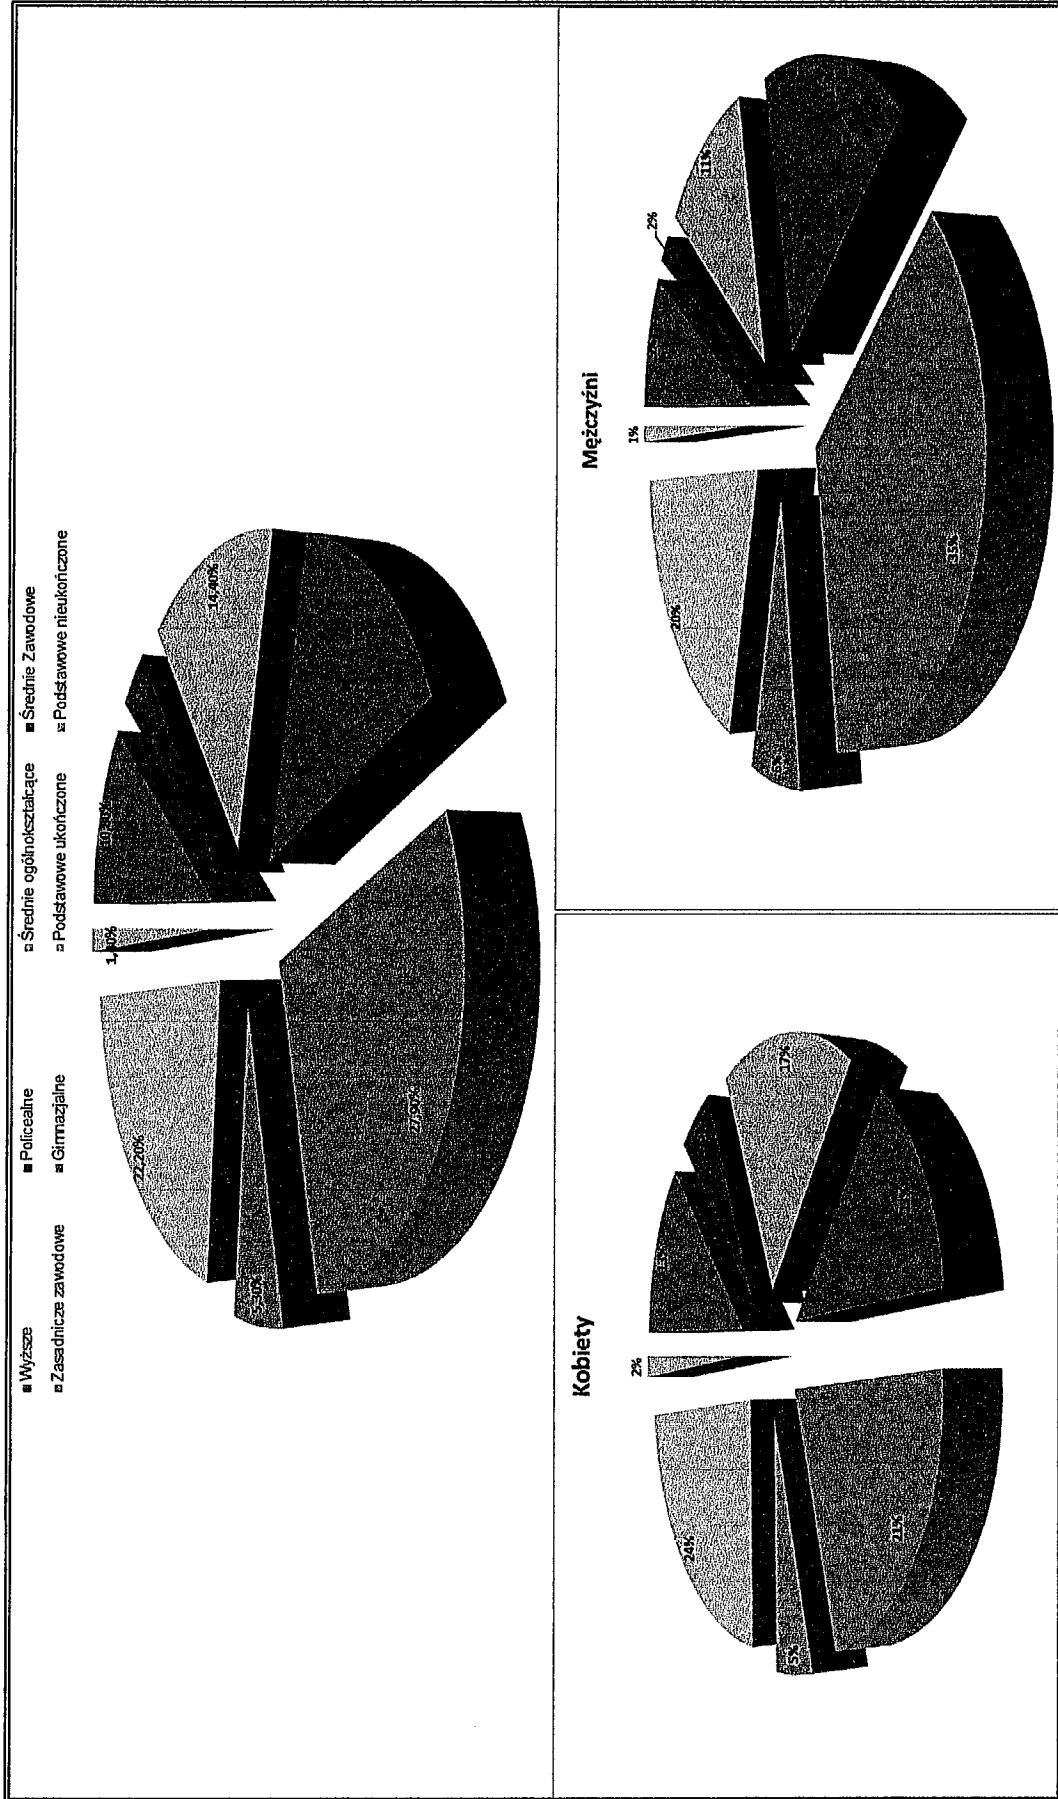 Wyższe
Policealne
Średnie ogólnokształcące
Średnie Zawodowe
Zasadnicze zawodowe
Gimnazjalne
Podstawowe ukończone
Podstawowe nieukończone
14,40%
27,90%
5,30%
22,20%
Kobiety
2%
17%
21%
5%
24%
Mężczyźni
1%
2%
11%
33%
20%